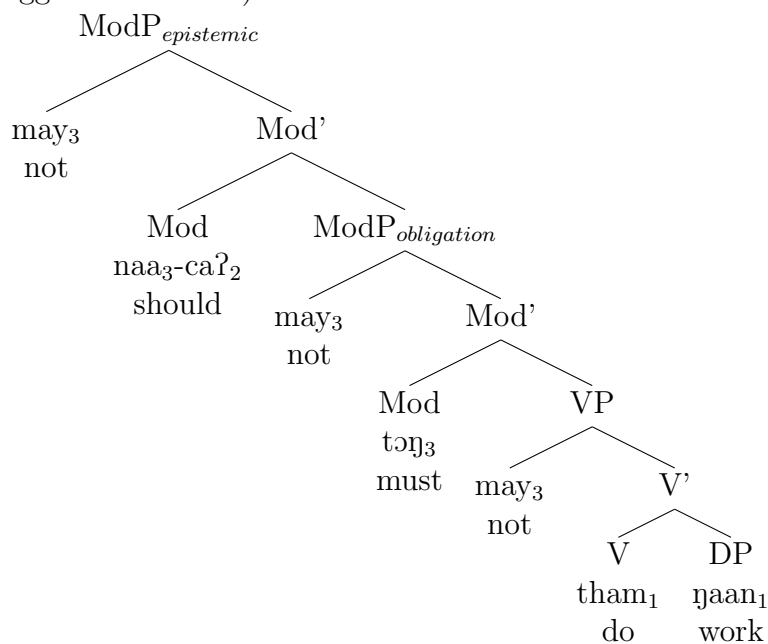 ModP_epistemic
may₃ Mod'
not
Mod ModP_obligation
naa₃-caʔ₂
should may₃ Mod'
not
Mod VP
tɔŋ₃
must may₃ V'
not
V DP
tham₁ ŋaan₁
do work